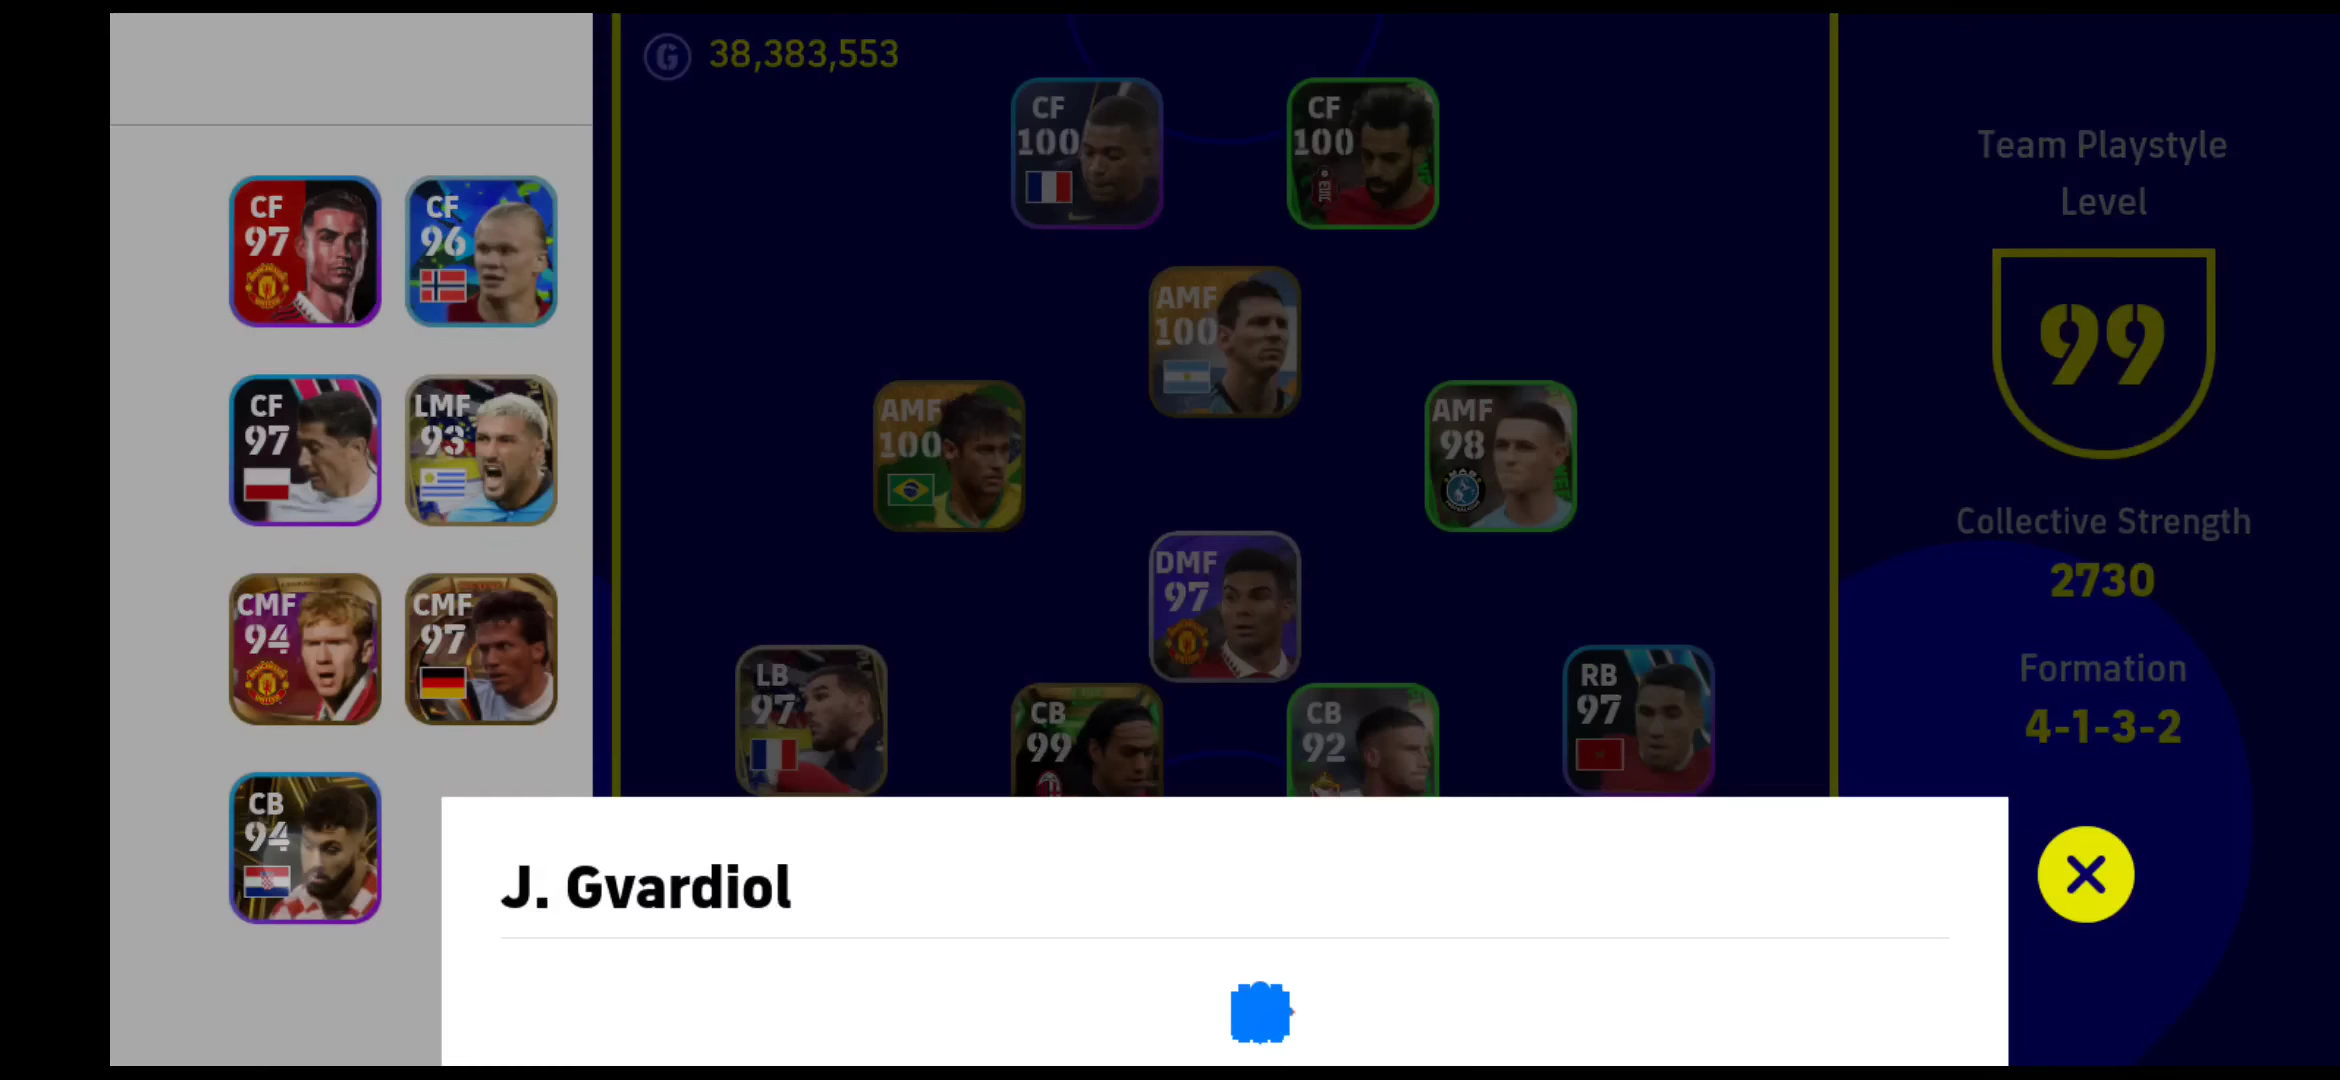 38,383,553
CF
100
CF
100
Team Playstyle
Level
99
CF
97
CF
96
AMF
100
CF
97
LMF
93
AMF
100
AMF
98
Collective Strength
2730
DMF
97
CMF
94
CMF
97
Formation
4-1-3-2
LB
97
CB
99
CB
92
RB
97
CB
94
J. Gvardiol